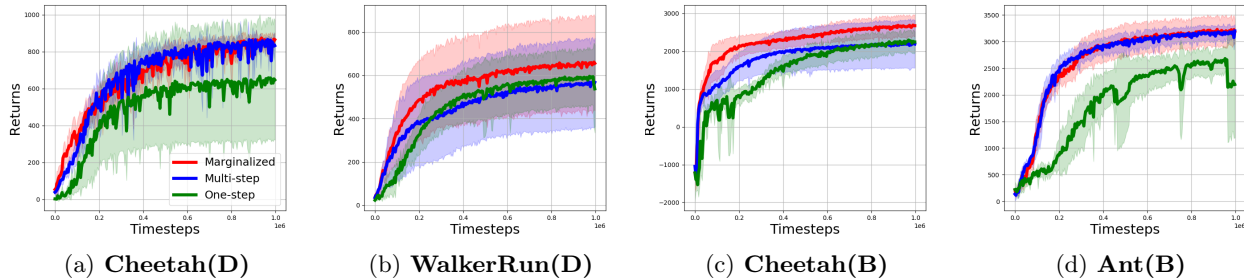 1000
800
600
400
200
0
Returns
0.0 0.2 0.4 0.6 0.8 1.0
1e6
Timesteps
Marginalized
Multi-step
One-step
(a) Cheetah(D)
800
600
400
200
0
Returns
0.0 0.2 0.4 0.6 0.8 1.0
1e6
Timesteps
(b) WalkerRun(D)
3000
2000
1000
0
−1000
−2000
Returns
0.0 0.2 0.4 0.6 0.8 1.0
1e6
Timesteps
(c) Cheetah(B)
3500
3000
2500
2000
1500
1000
500
0
Returns
0.0 0.2 0.4 0.6 0.8 1.0
1e6
Timesteps
(d) Ant(B)